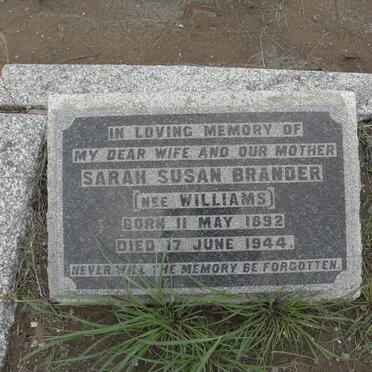 IN LOVING MEMORY OF
MY DEAR WIFE AND OUR MOTHER
SARAH SUSAN BRANDER
(NEE WILLIAMS)
BORN 11 MAY 1892
DIED 17 JUNE 1944.
NEVER WILL THE MEMORY BE FORGOTTEN.